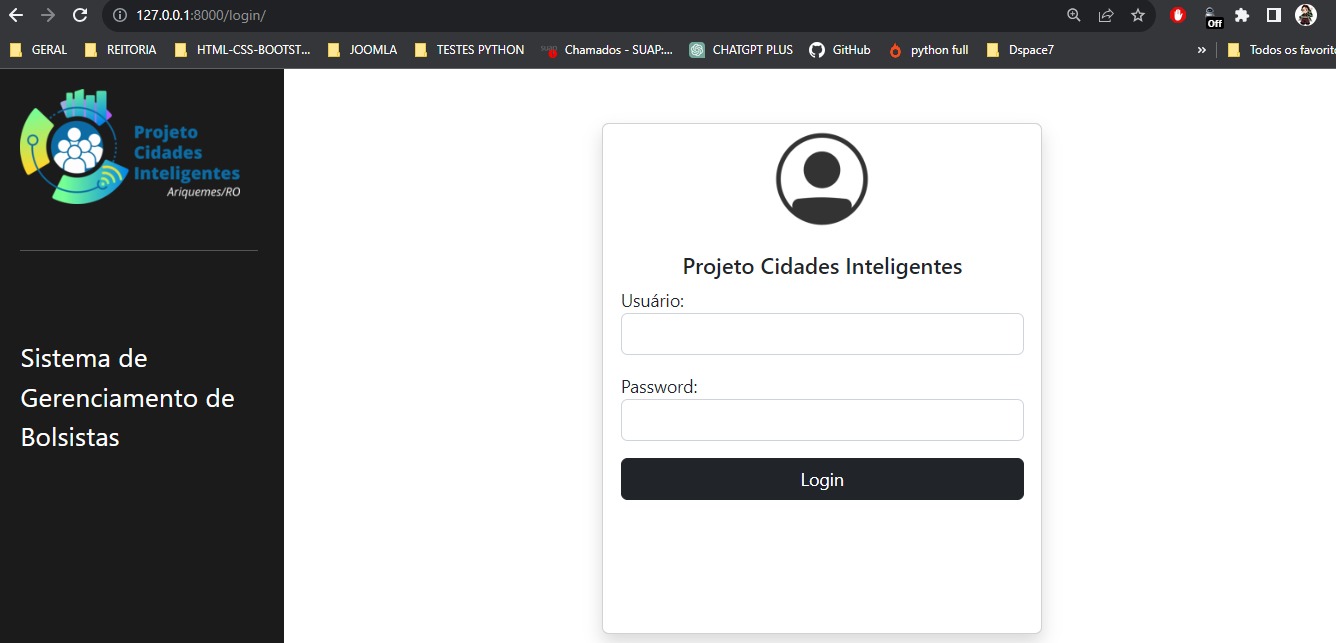 127.0.0.1:8000/login/
Off
GERAL REITORIA HTML-CSS-BOOTST... JOOMLA TESTES PYTHON Chamados - SUAP:... CHATGPT PLUS GitHub python full Dspace7 » Todos os favorit
Projeto
Cidades
Inteligentes
Ariquemes/RO
Sistema de
Gerenciamento de
Bolsistas
Projeto Cidades Inteligentes
Usuário:
Password:
Login